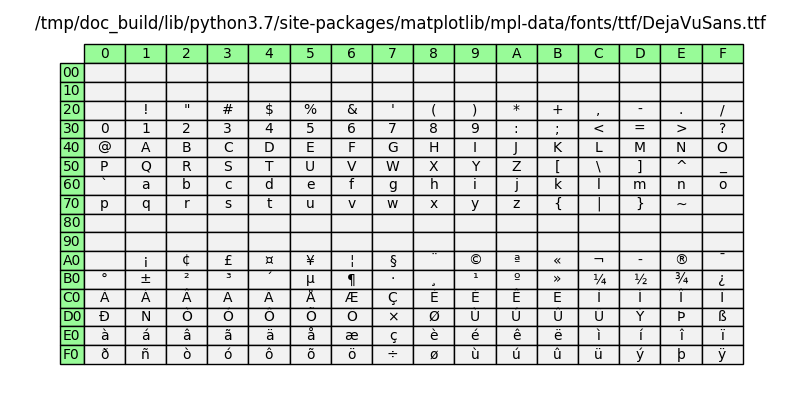 /tmp/doc_build/lib/python3.7/site-packages/matplotlib/mpl-data/fonts/ttf/DejaVuSans.ttf
0 1 2 3 4 5 6 7 8 9 A B C D E F
00
10
20 ! " # $ % & ' ( ) * + , - . /
30 0 1 2 3 4 5 6 7 8 9 : ; < = > ?
40 @ A B C D E F G H I J K L M N O
50 P Q R S T U V W X Y Z [ \ ] ^ _
60 ` a b c d e f g h i j k l m n o
70 p q r s t u v w x y z { | } ~
80
90
A0 ¡ ¢ £ ¤ ¥ ¦ § ¨ © ª « ¬ - ® ¯
B0 ° ± ² ³ ´ µ ¶ · ¸ ¹ º » ¼ ½ ¾ ¿
C0 À Á Â Ã Ä Å Æ Ç È É Ê Ë Ì Í Î Ï
D0 Ð Ñ Ò Ó Ô Õ Ö × Ø Ù Ú Û Ü Ý Þ ß
E0 à á â ã ä å æ ç è é ê ë ì í î ï
F0 ð ñ ò ó ô õ ö ÷ ø ù ú û ü ý þ ÿ